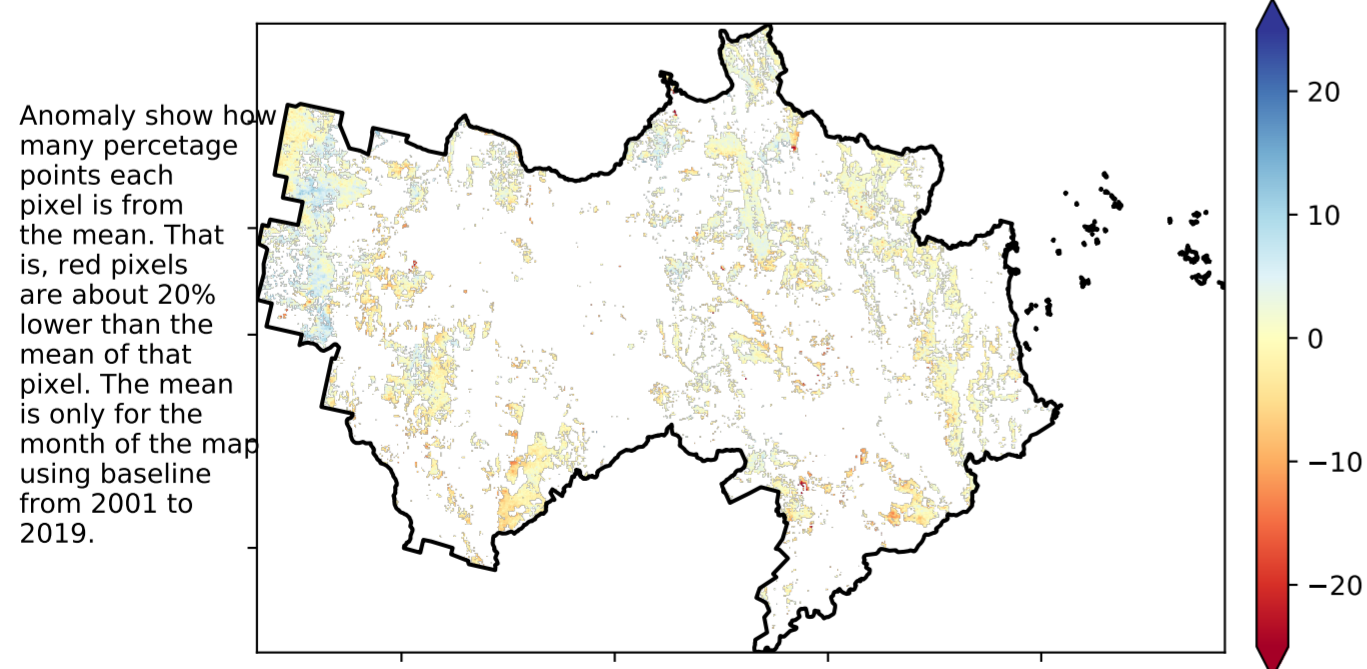 Anomaly show how
many percetage
points each
pixel is from
the mean. That
is, red pixels
are about 20%
lower than the
mean of that
pixel. The mean
is only for the
month of the map
using baseline
from 2001 to
2019.
20
10
0
−10
−20